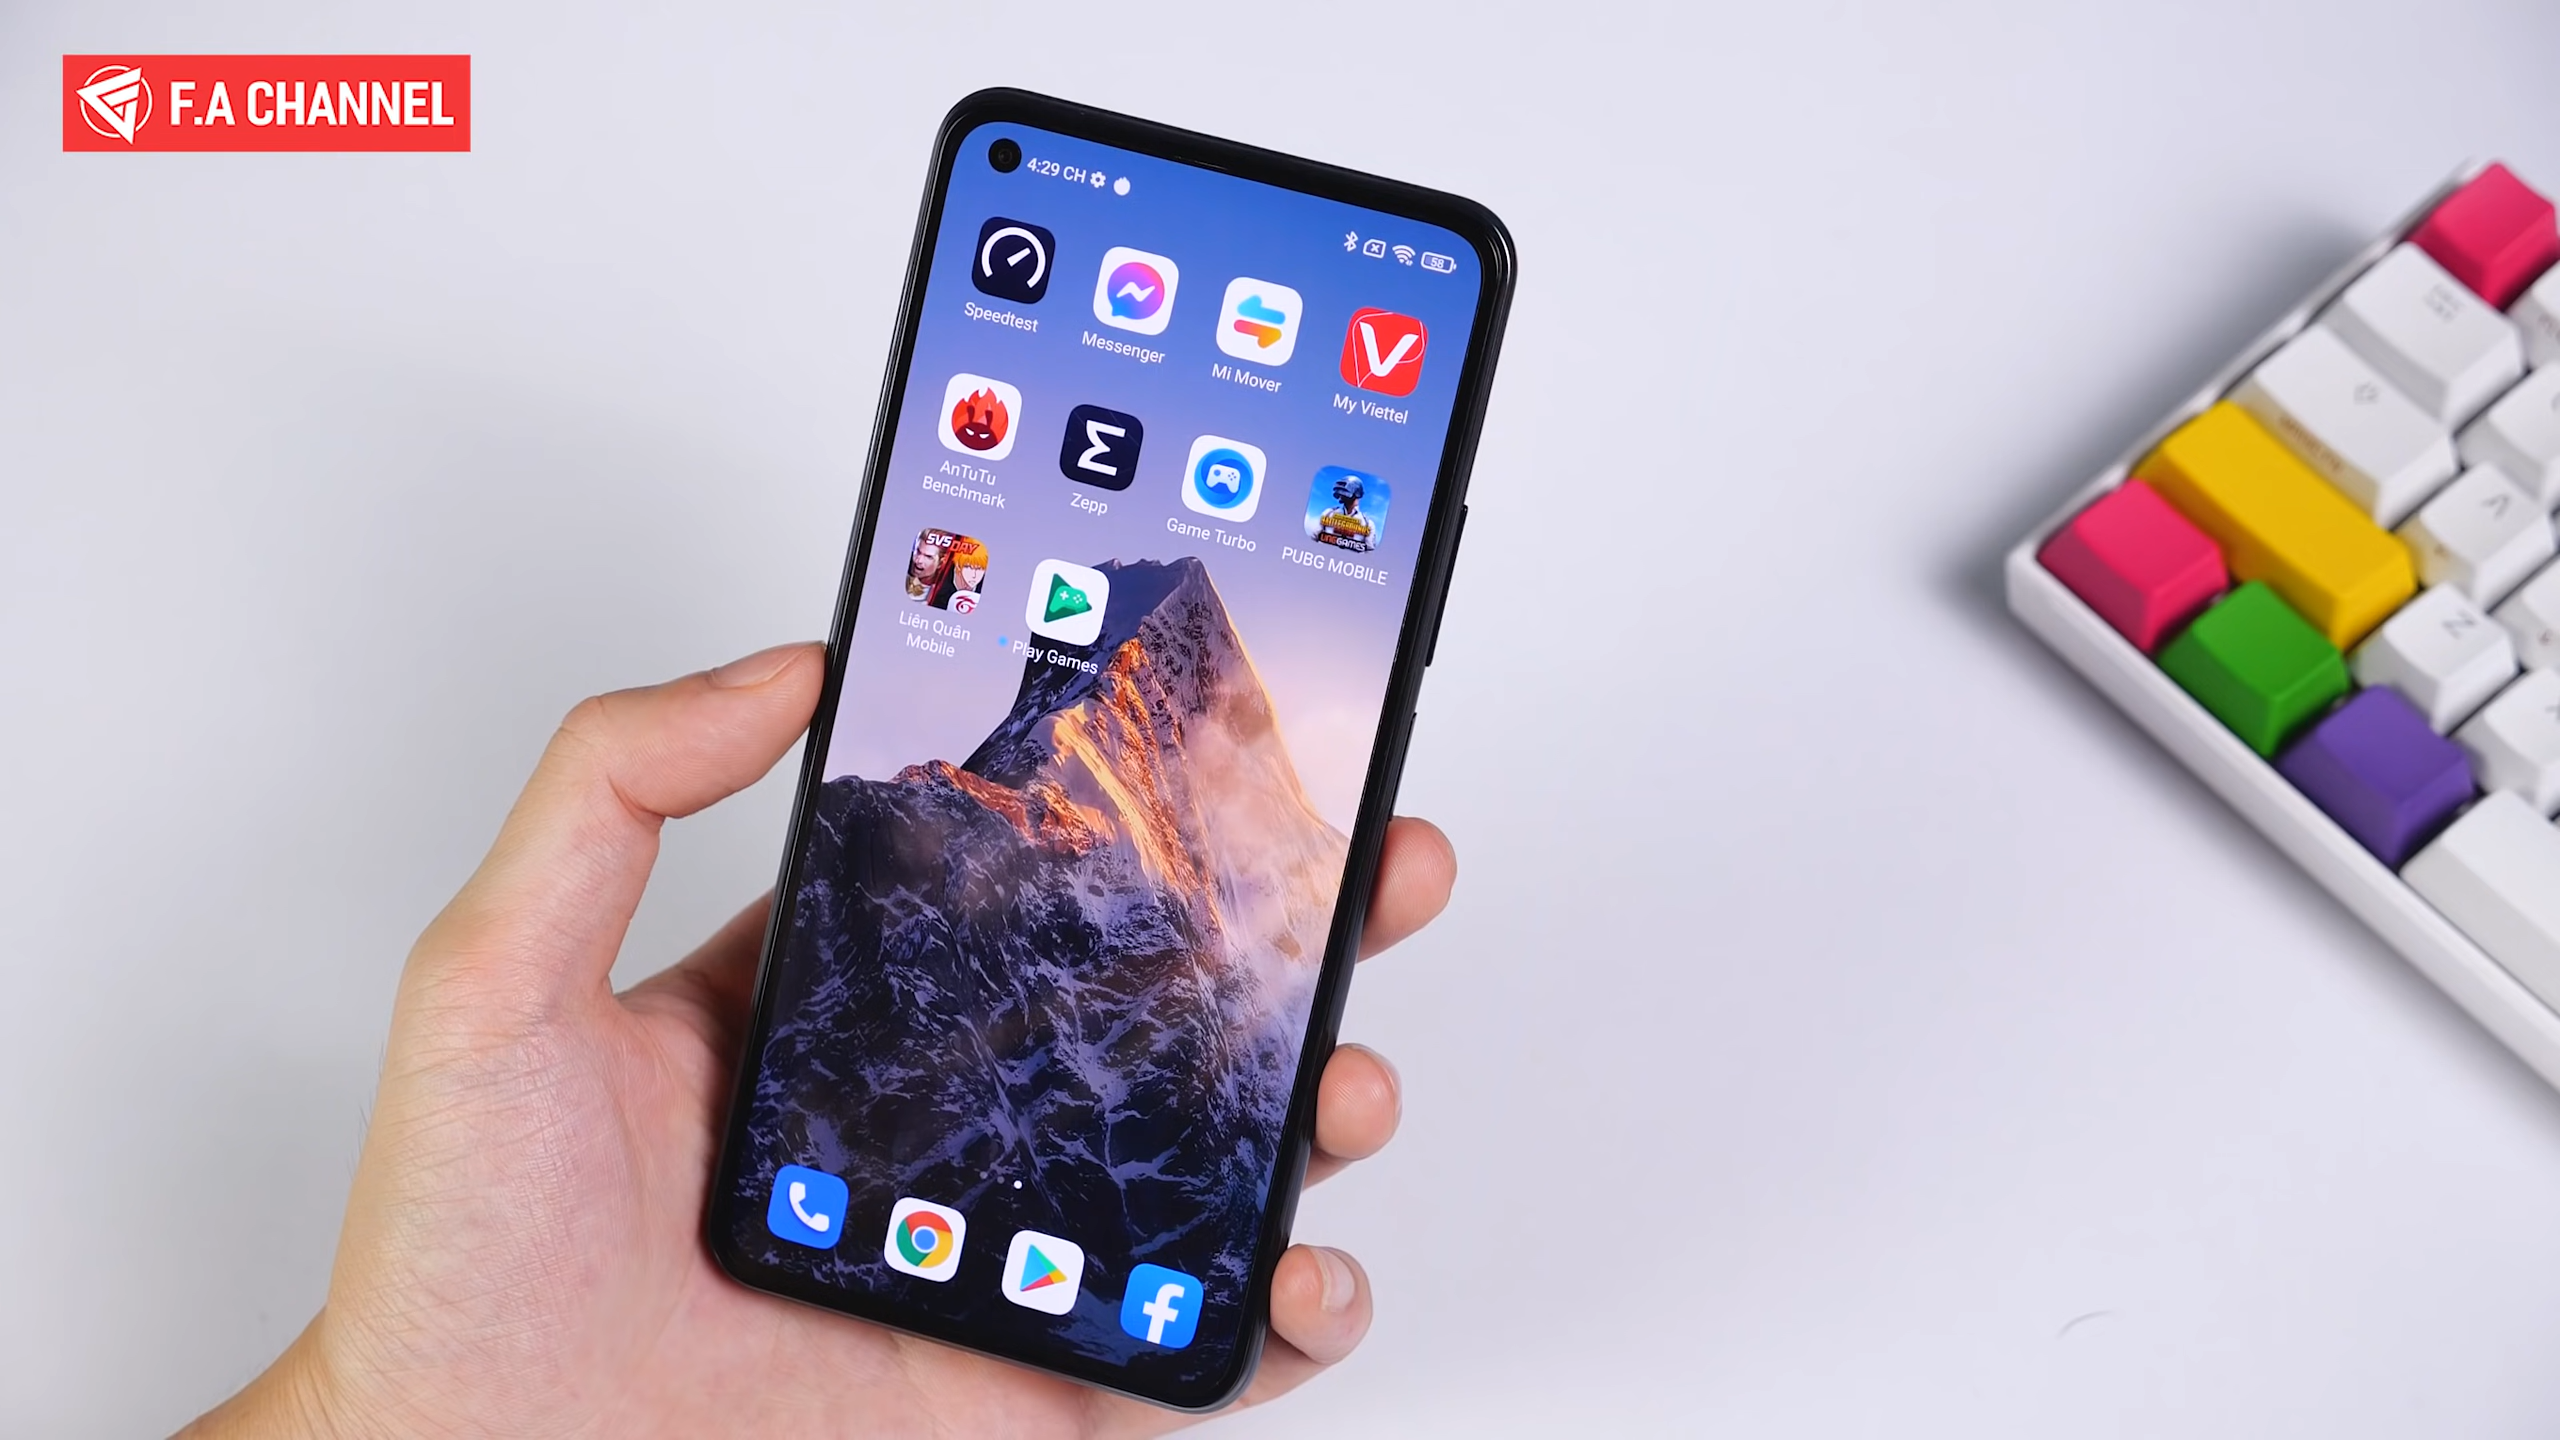 F.A CHANNEL
4:29 CH
58
Speedtest
Messenger
Mi Mover
My Viettel
AnTuTu
Benchmark
Zepp
Game Turbo
PUBG MOBILE
5V5
Liên Quân
Mobile
Play Games
V
Z